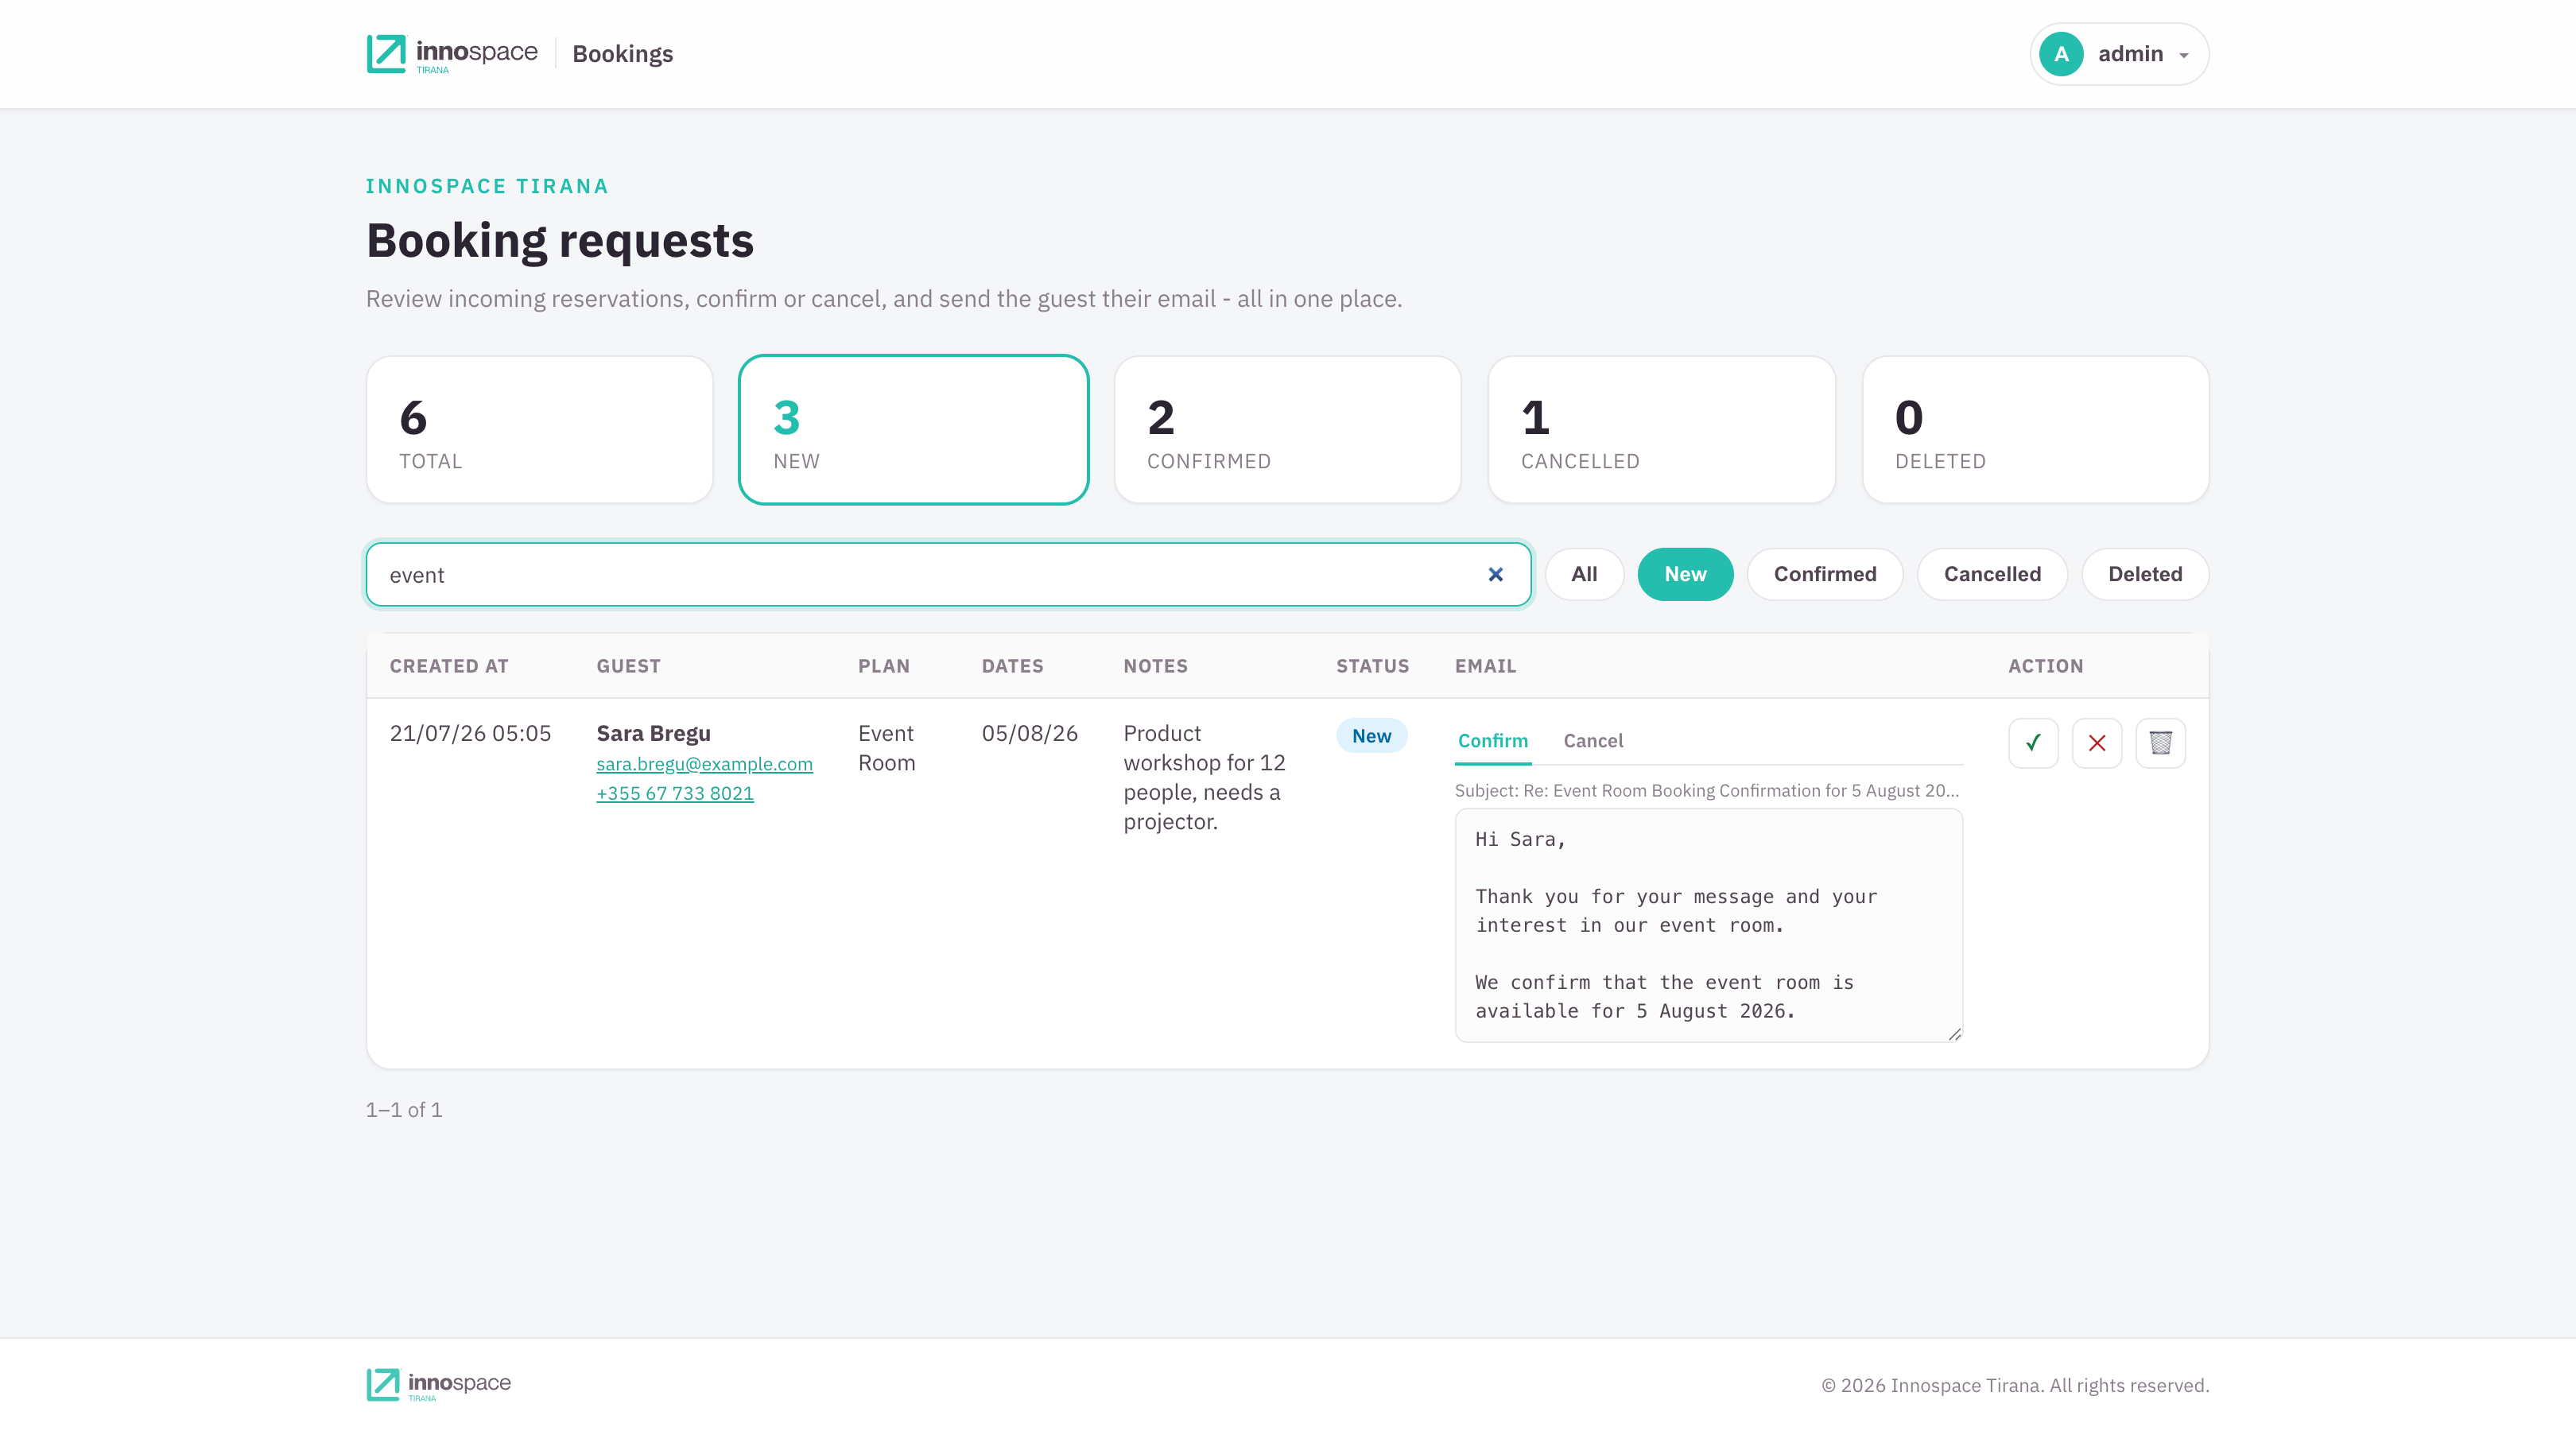 innospace
TIRANA
Bookings
A
admin
INNOSPACE TIRANA
Booking requests
Review incoming reservations, confirm or cancel, and send the guest their email - all in one place.
6
TOTAL
3
NEW
2
CONFIRMED
1
CANCELLED
0
DELETED
event
All
New
Confirmed
Cancelled
Deleted
CREATED AT
GUEST
PLAN
DATES
NOTES
STATUS
EMAIL
ACTION
21/07/26 05:05
Sara Bregu
sara.bregu@example.com
+355 67 733 8021
Event
Room
05/08/26
Product
workshop for 12
people, needs a
projector.
New
Confirm
Cancel
Subject: Re: Event Room Booking Confirmation for 5 August 20...
Hi Sara,
Thank you for your message and your
interest in our event room.
We confirm that the event room is
available for 5 August 2026.
1–1 of 1
innospace
TIRANA
© 2026 Innospace Tirana. All rights reserved.